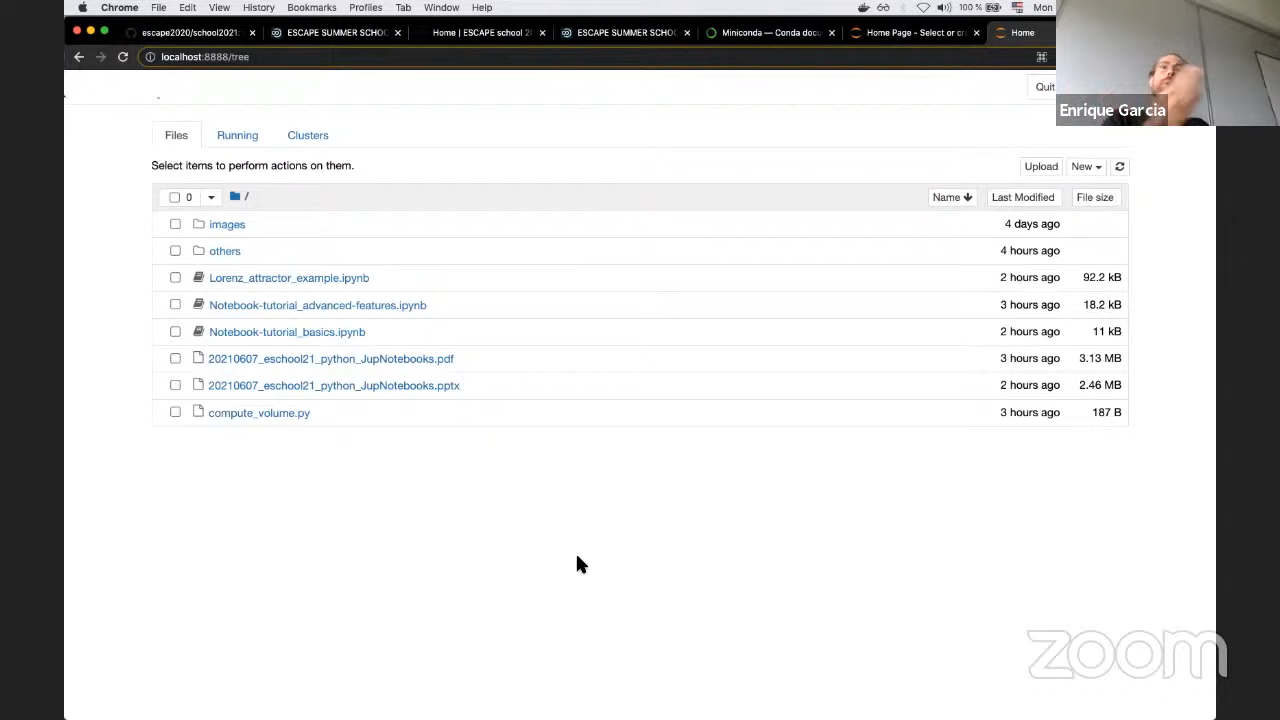 Chrome File Edit View History Bookmarks Profiles Tab Window Help 100 % Mon
escape2020/school2021: ESCAPE SUMMER SCHOO Home | ESCAPE school 2 ESCAPE SUMMER SCHOO Miniconda — Conda docu Home Page - Select or cr Home
localhost:8888/tree
Quit
Enrique Garcia
Files Running Clusters
Select items to perform actions on them.
Upload New
0 / Name Last Modified File size
images 4 days ago
others 4 hours ago
Lorenz_attractor_example.ipynb 2 hours ago 92.2 kB
Notebook-tutorial_advanced-features.ipynb 3 hours ago 18.2 kB
Notebook-tutorial_basics.ipynb 2 hours ago 11 kB
20210607_eschool21_python_JupNotebooks.pdf 3 hours ago 3.13 MB
20210607_eschool21_python_JupNotebooks.pptx 2 hours ago 2.46 MB
compute_volume.py 3 hours ago 187 B
zoom